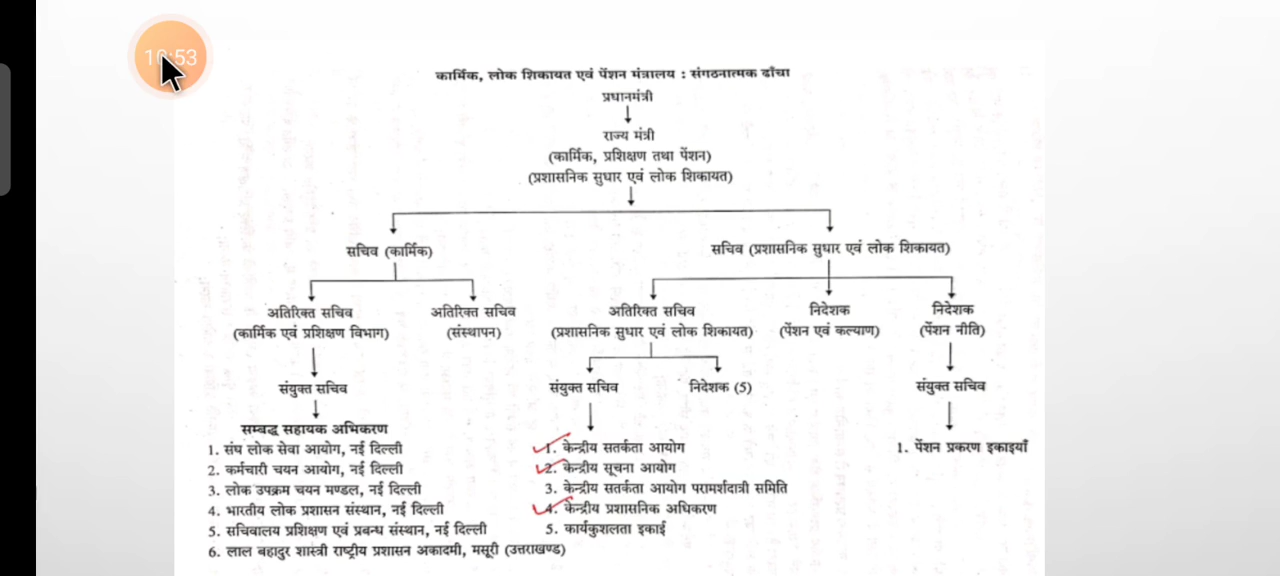 10:53
कार्मिक, लोक शिकायत एवं पेंशन मंत्रालय : संगठनात्मक ढाँचा
प्रधानमंत्री
राज्य मंत्री
(कार्मिक, प्रशिक्षण तथा पेंशन)
(प्रशासनिक सुधार एवं लोक शिकायत)
सचिव (कार्मिक)
सचिव (प्रशासनिक सुधार एवं लोक शिकायत)
अतिरिक्त सचिव
(कार्मिक एवं प्रशिक्षण विभाग)
अतिरिक्त सचिव
(संस्थापन)
अतिरिक्त सचिव
(प्रशासनिक सुधार एवं लोक शिकायत)
निदेशक
(पेंशन एवं कल्याण)
निदेशक
(पेंशन नीति)
संयुक्त सचिव
संयुक्त सचिव
निदेशक (5)
संयुक्त सचिव
सम्बद्ध सहायक अभिकरण
1. संघ लोक सेवा आयोग, नई दिल्ली
2. कर्मचारी चयन आयोग, नई दिल्ली
3. लोक उपक्रम चयन मण्डल, नई दिल्ली
4. भारतीय लोक प्रशासन संस्थान, नई दिल्ली
5. सचिवालय प्रशिक्षण एवं प्रबन्ध संस्थान, नई दिल्ली
6. लाल बहादुर शास्त्री राष्ट्रीय प्रशासन अकादमी, मसूरी (उत्तराखण्ड)
1. केन्द्रीय सतर्कता आयोग
2. केन्द्रीय सूचना आयोग
3. केन्द्रीय सतर्कता आयोग परामर्शदात्री समिति
4. केन्द्रीय प्रशासनिक अधिकरण
5. कार्यकुशलता इकाई
1. पेंशन प्रकरण इकाइयाँ